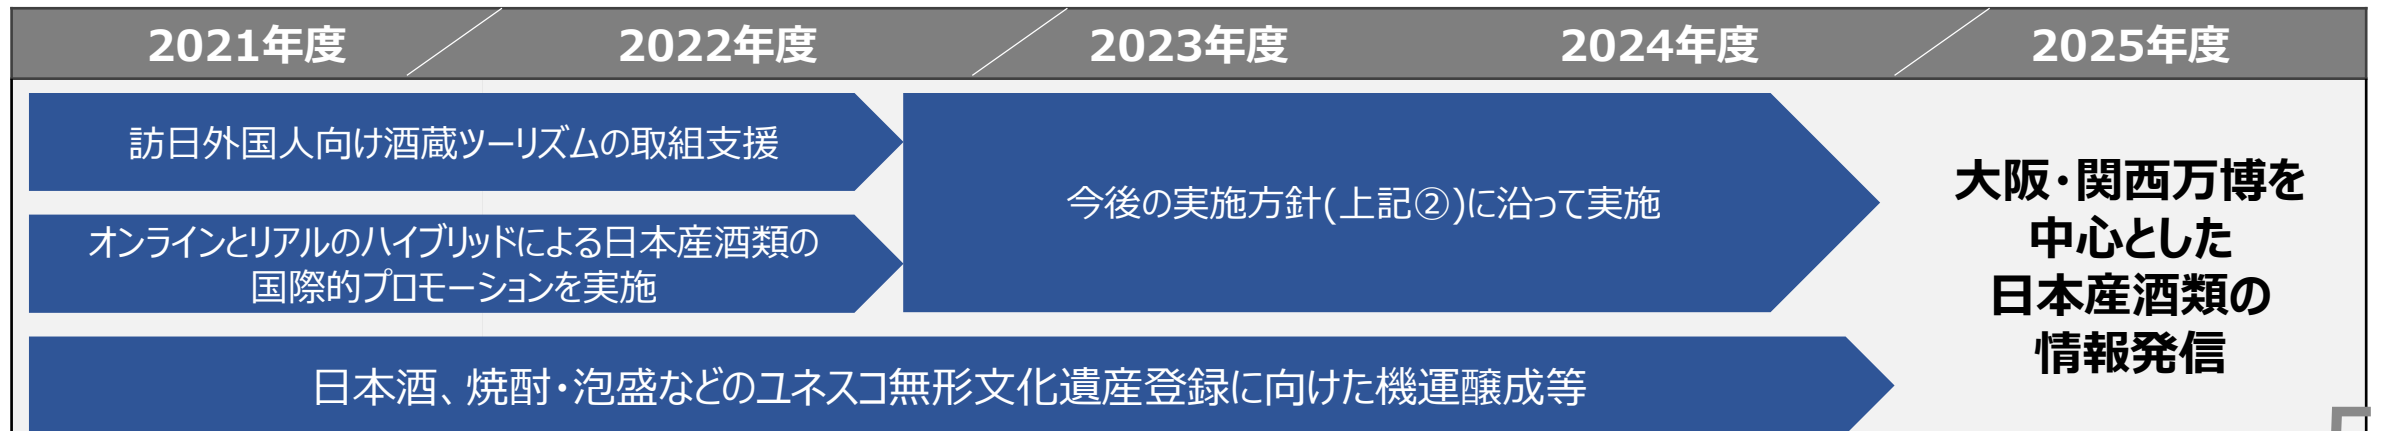 2021年度
2022年度
2023年度
2024年度
2025年度
訪日外国人向け酒蔵ツーリズムの取組支援
オンラインとリアルのハイブリッドによる日本産酒類の
国際的プロモーションを実施
今後の実施方針(上記②)に沿って実施
日本酒、焼酎・泡盛などのユネスコ無形文化遺産登録に向けた機運醸成等
大阪・関西万博を
中心とした
日本産酒類の
情報発信